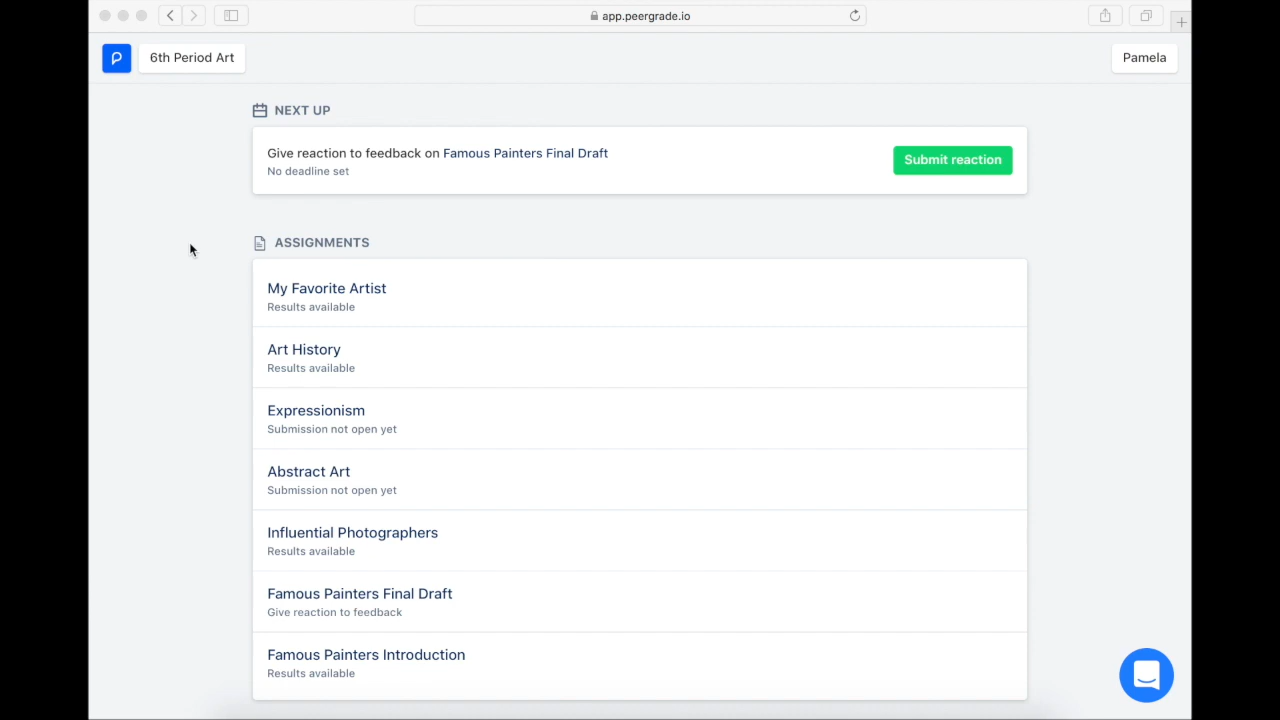 app.peergrade.io
6th Period Art
Pamela
NEXT UP
Give reaction to feedback on Famous Painters Final Draft
No deadline set
Submit reaction
ASSIGNMENTS
My Favorite Artist
Results available
Art History
Results available
Expressionism
Submission not open yet
Abstract Art
Submission not open yet
Influential Photographers
Results available
Famous Painters Final Draft
Give reaction to feedback
Famous Painters Introduction
Results available